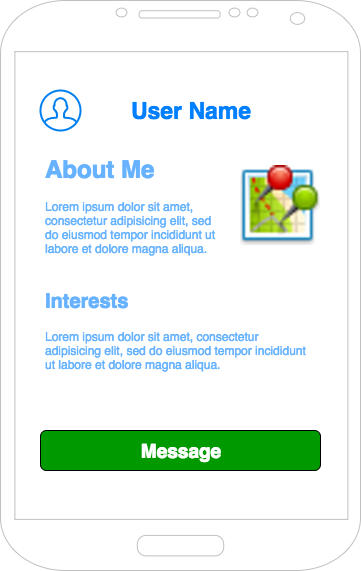 User Name
About Me
Lorem ipsum dolor sit amet,
consectetur adipisicing elit, sed
do eiusmod tempor incididunt ut
labore et dolore magna aliqua.
Interests
Lorem ipsum dolor sit amet, consectetur
adipisicing elit, sed do eiusmod tempor incididunt
ut labore et dolore magna aliqua.
Message